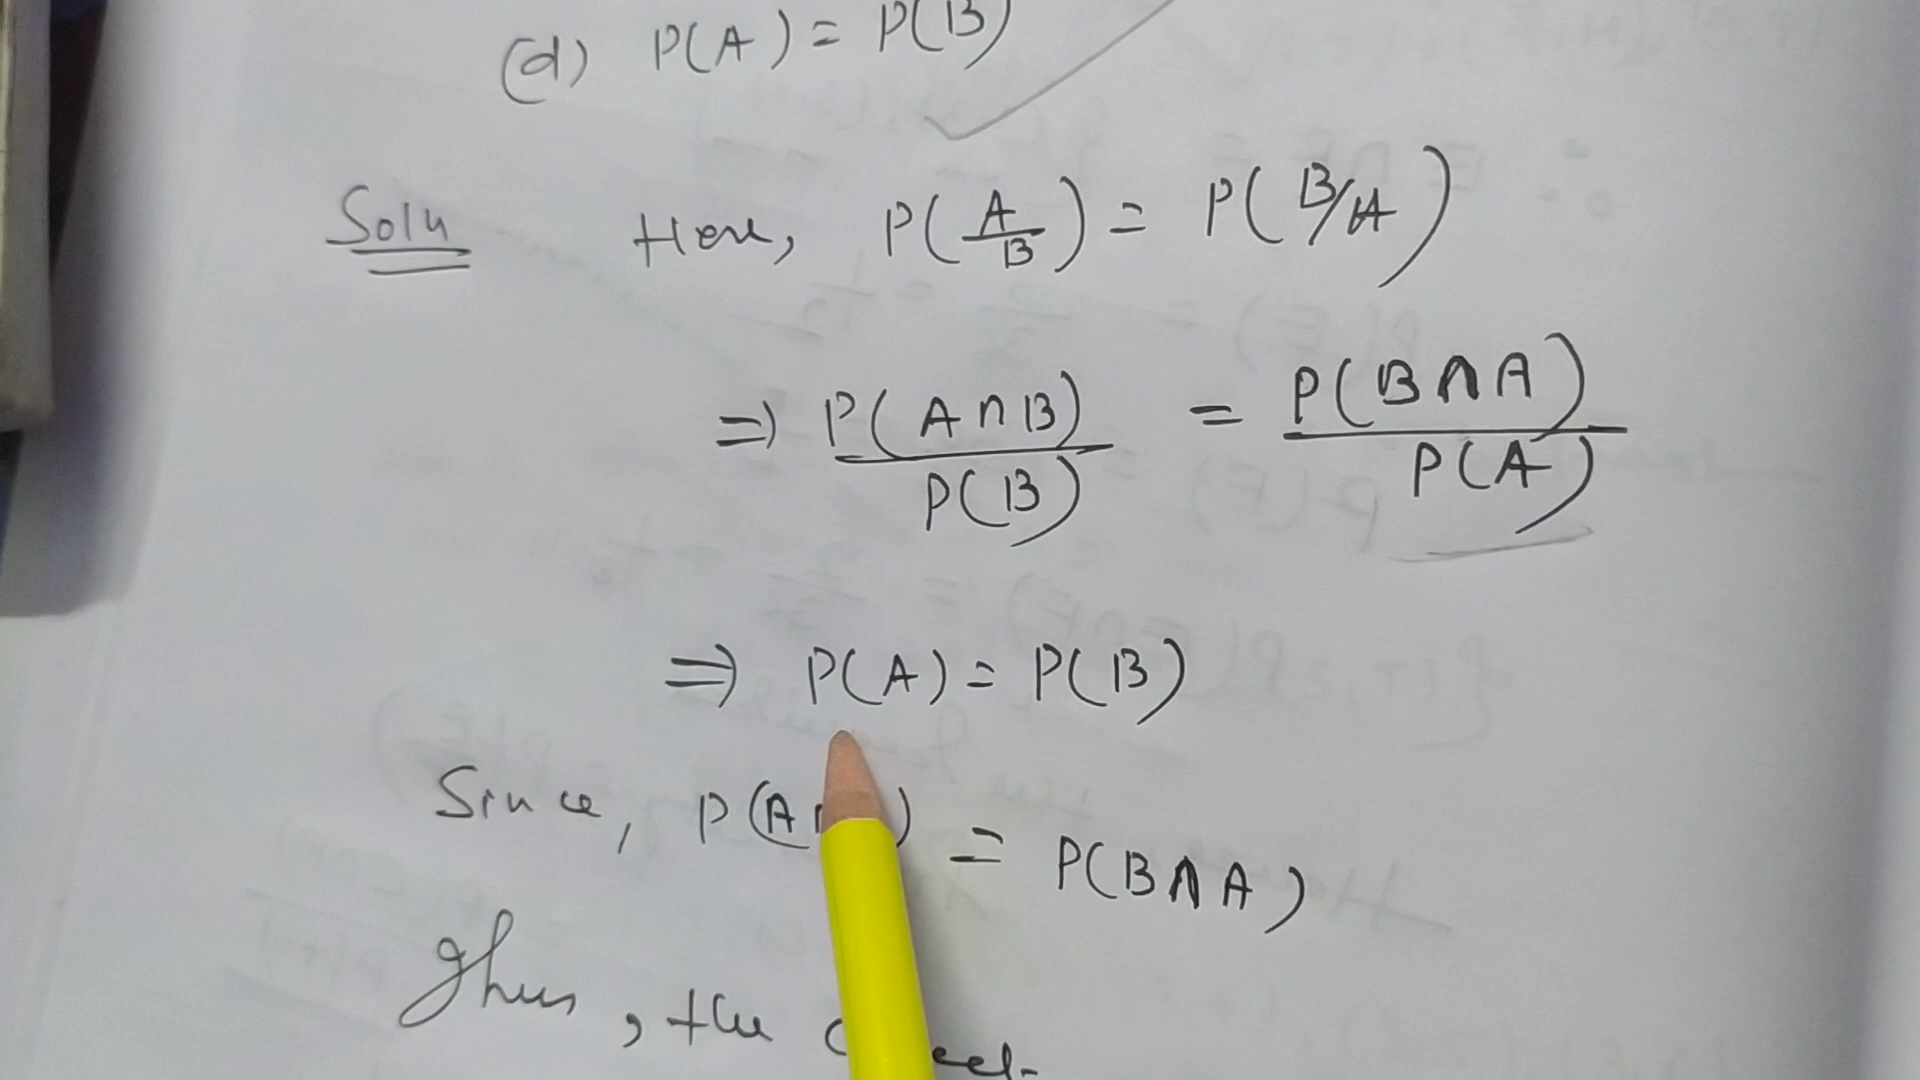 (d) P(A) = P(B)
Soln Here, P(A/B) = P(B/A)
=> P(A∩B)/P(B) = P(B∩A)/P(A)
=> P(A) = P(B)
Since, P(A ) = P(B∩A)
Thus, the